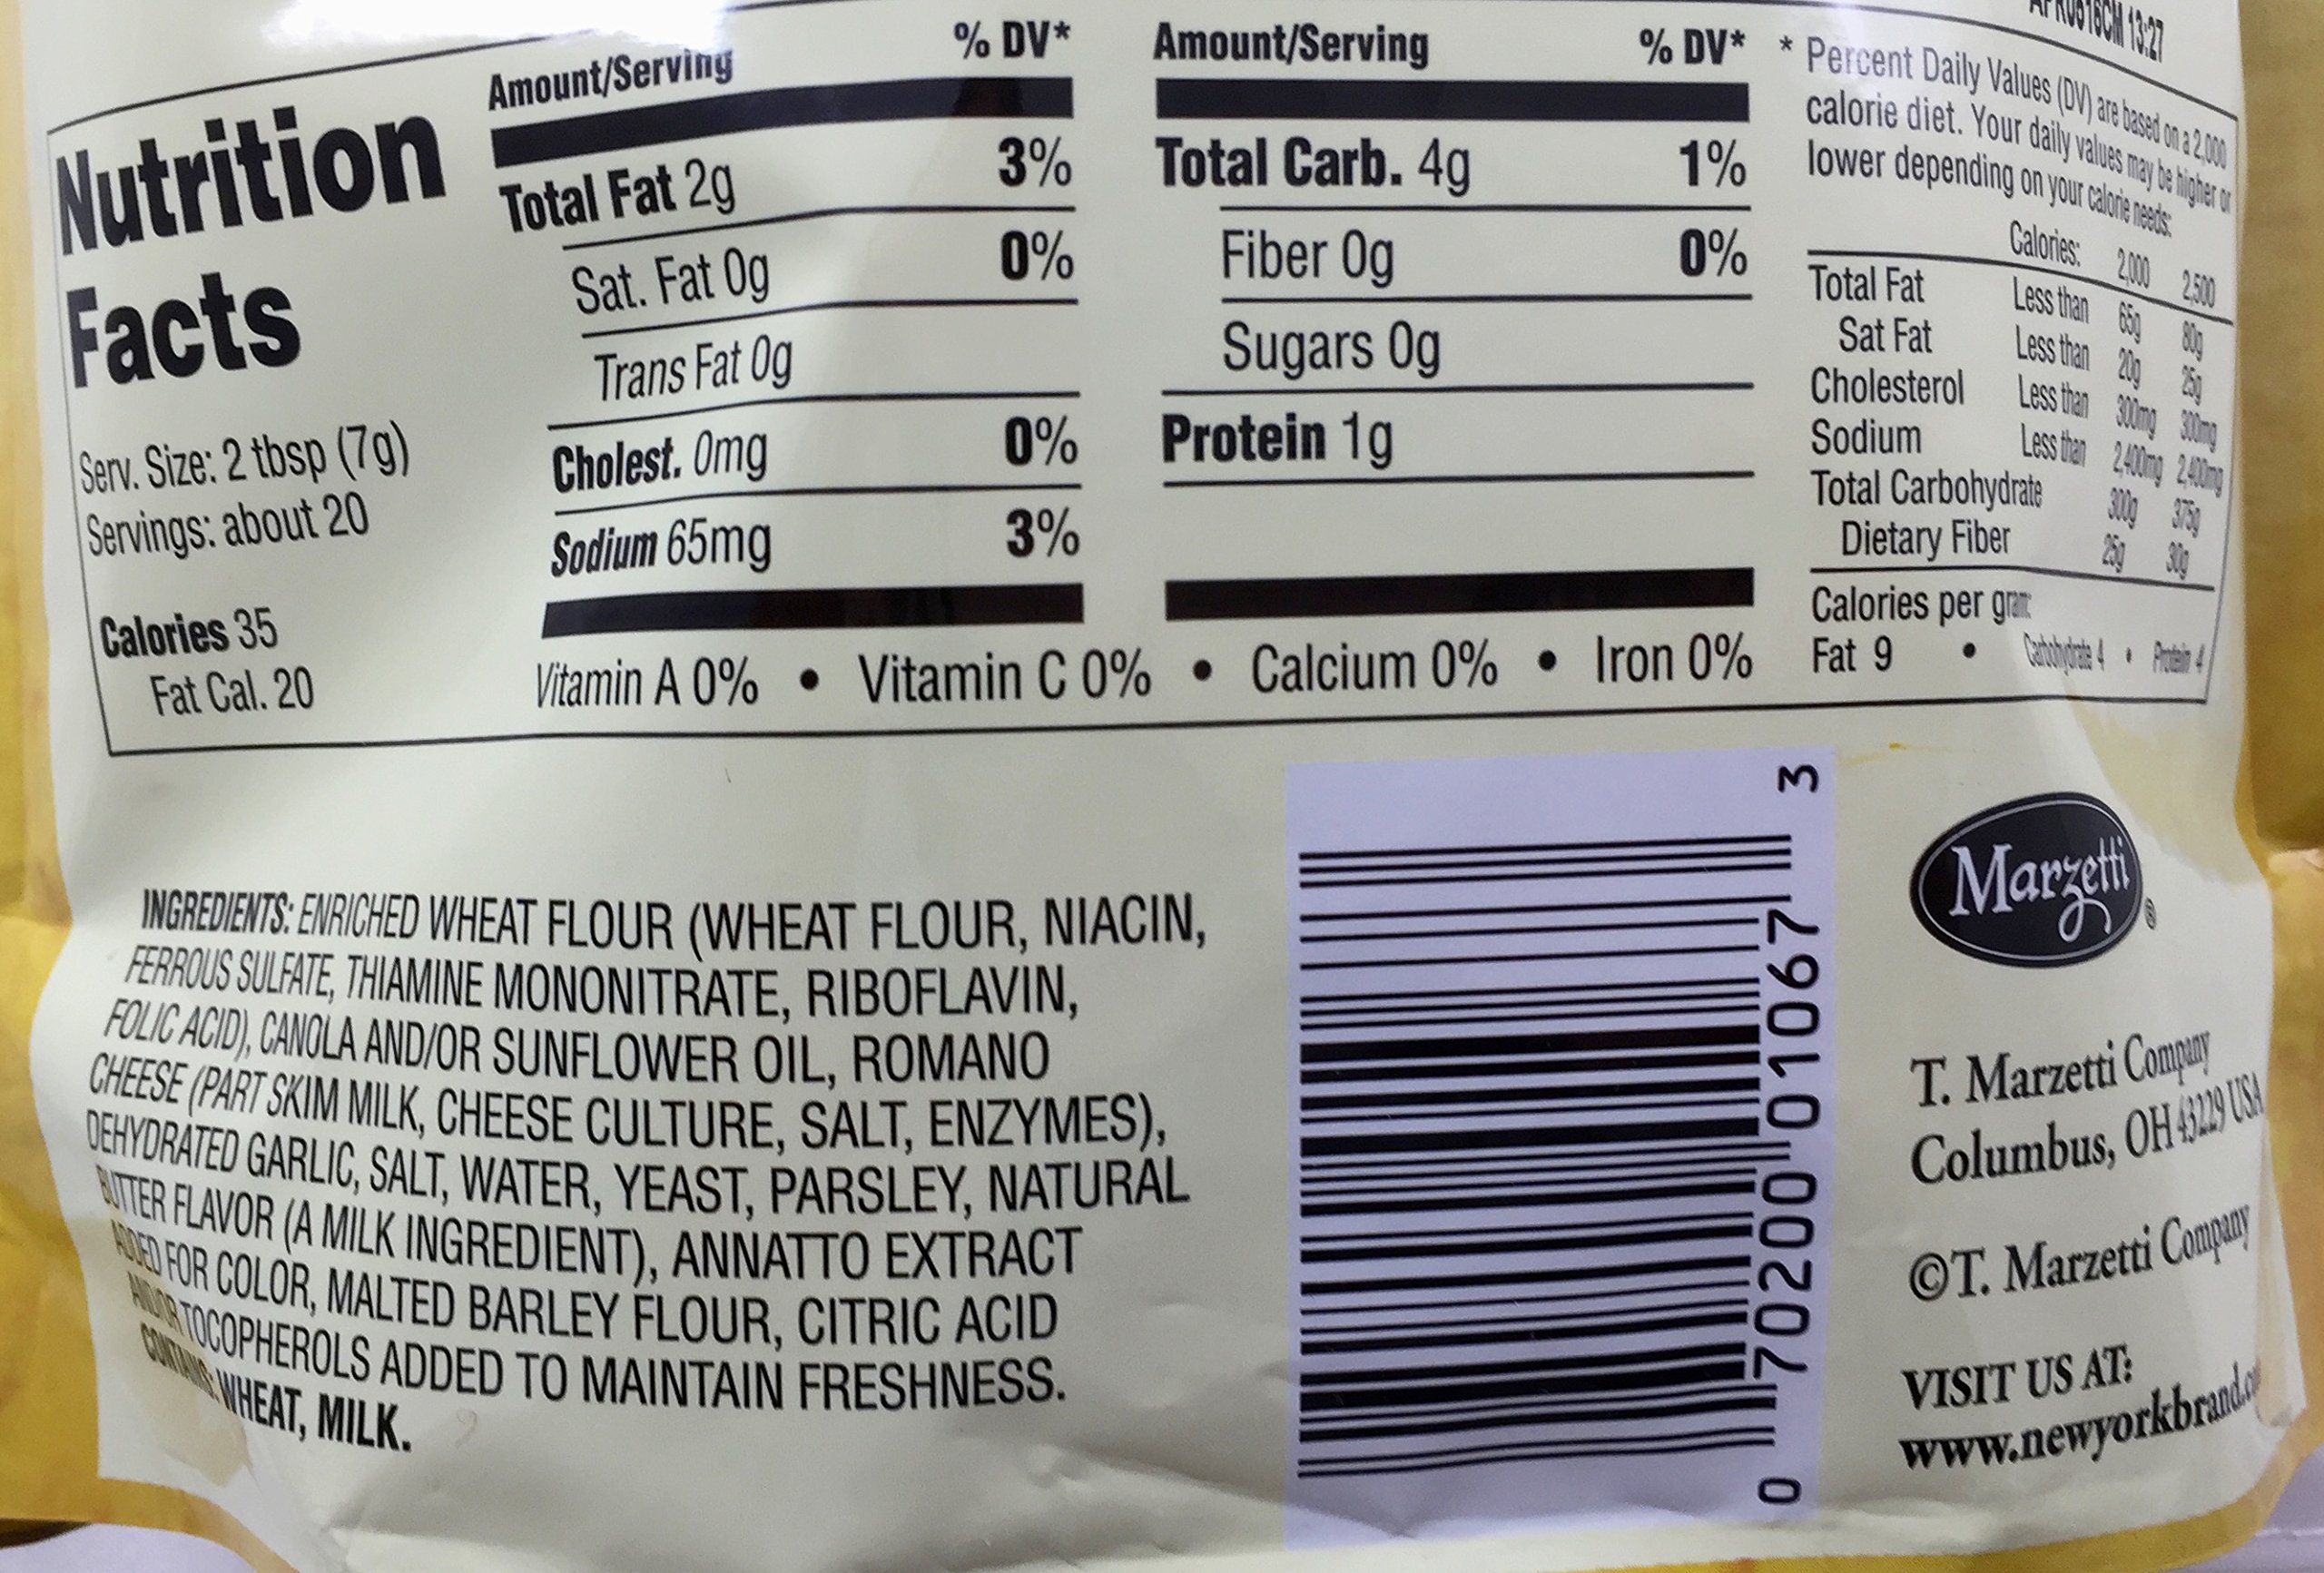 13:27
Nutrition
Facts
Serv. Size: 2 tbsp (7g)
Servings: about 20
Calories 35
Fat Cal. 20
Amount/Serving % DV*
Total Fat 2g 3%
Sat. Fat 0g 0%
Trans Fat 0g
Cholest. 0mg 0%
Sodium 65mg 3%
Amount/Serving % DV*
Total Carb. 4g 1%
Fiber 0g 0%
Sugars 0g
Protein 1g
Vitamin A 0% • Vitamin C 0% • Calcium 0% • Iron 0%
* Percent Daily Values (DV) are based on a 2,000
calorie diet. Your daily values may be higher or
lower depending on your calorie needs:
Calories: 2,000 2,500
Total Fat Less than 65g 80g
Sat Fat Less than 20g 25g
Cholesterol Less than 300mg 300mg
Sodium Less than 2,400mg 2,400mg
Total Carbohydrate 300g 375g
Dietary Fiber 25g 30g
Calories per gram:
Fat 9 • Carbohydrate 4 • Protein 4
INGREDIENTS: ENRICHED WHEAT FLOUR (WHEAT FLOUR, NIACIN,
FERROUS SULFATE, THIAMINE MONONITRATE, RIBOFLAVIN,
FOLIC ACID), CANOLA AND/OR SUNFLOWER OIL, ROMANO
CHEESE (PART SKIM MILK, CHEESE CULTURE, SALT, ENZYMES),
DEHYDRATED GARLIC, SALT, WATER, YEAST, PARSLEY, NATURAL
BUTTER FLAVOR (A MILK INGREDIENT), ANNATTO EXTRACT
ADDED FOR COLOR, MALTED BARLEY FLOUR, CITRIC ACID
AND/OR TOCOPHEROLS ADDED TO MAINTAIN FRESHNESS.
CONTAINS: WHEAT, MILK.
0 70200 01067 3
Marzetti®
T. Marzetti Company
Columbus, OH 43229 USA
©T. Marzetti Company
VISIT US AT:
www.newyorkbrand.co